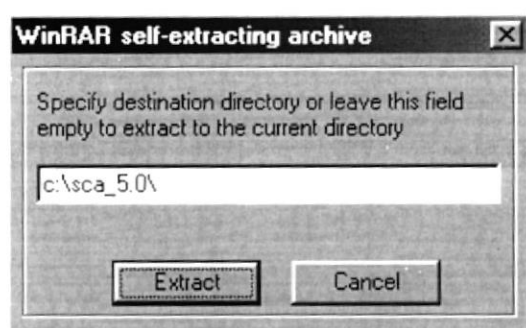 WinRAR self-extracting archive
Specify destination directory or leave this field
empty to extract to the current directory
c:\sca_5.0\
Extract
Cancel